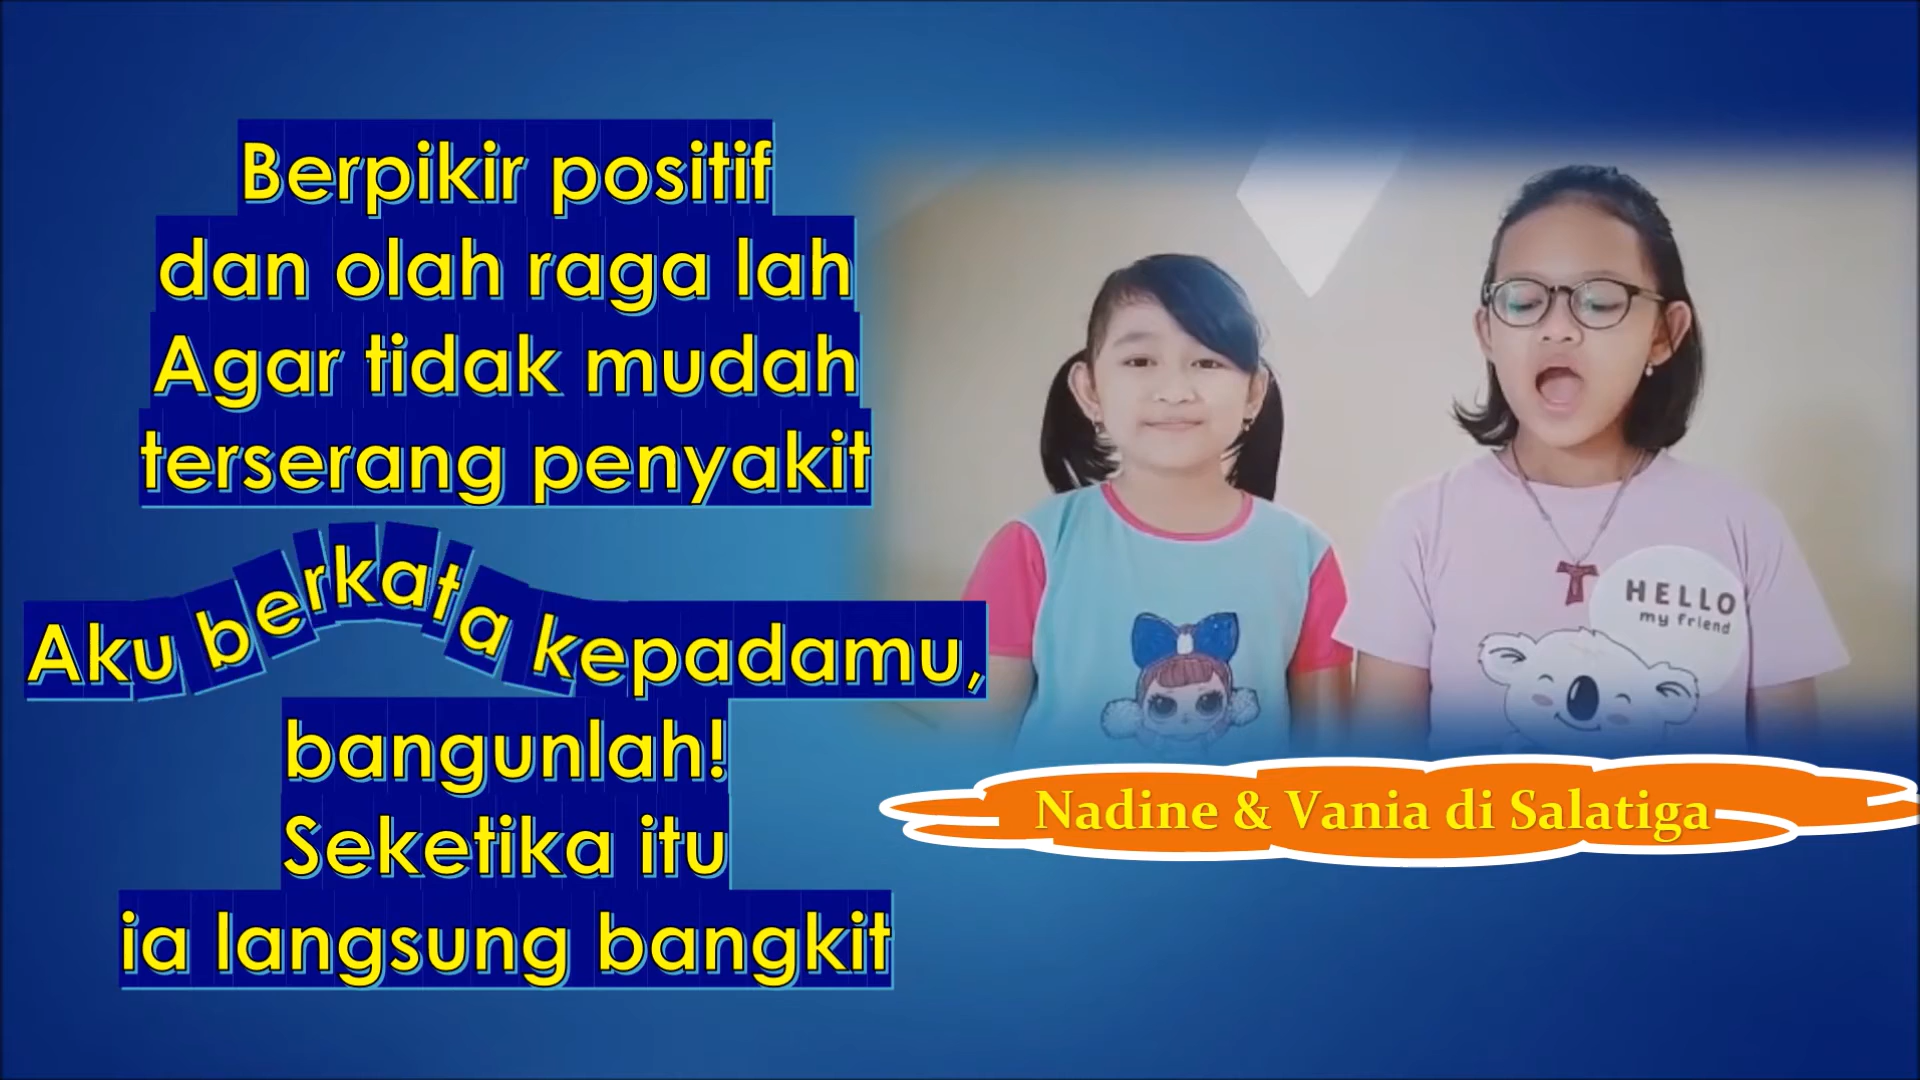 Berpikir positif
dan olah raga lah
Agar tidak mudah
terserang penyakit
Aku berkata kepadamu,
bangunlah!
Seketika itu
ia langsung bangkit
HELLO
my friend
Nadine & Vania di Salatiga